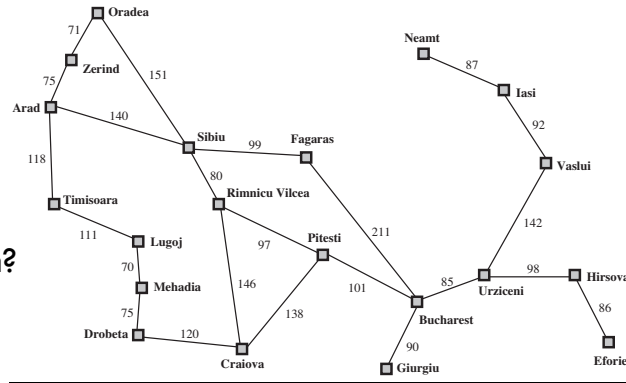 Oradea
71
Neamt
Zerind
87
151
75
Iasi
Arad
140
92
Sibiu
99
Fagaras
118
Vaslui
80
Timisoara
Rimnicu Vilcea
142
111
211
Lugoj
97
Pitesti
70
98
Hirsova
146
85
Mehadia
101
Urziceni
138
86
75
Bucharest
120
Drobeta
90
Craiova
Giurgiu
Eforie